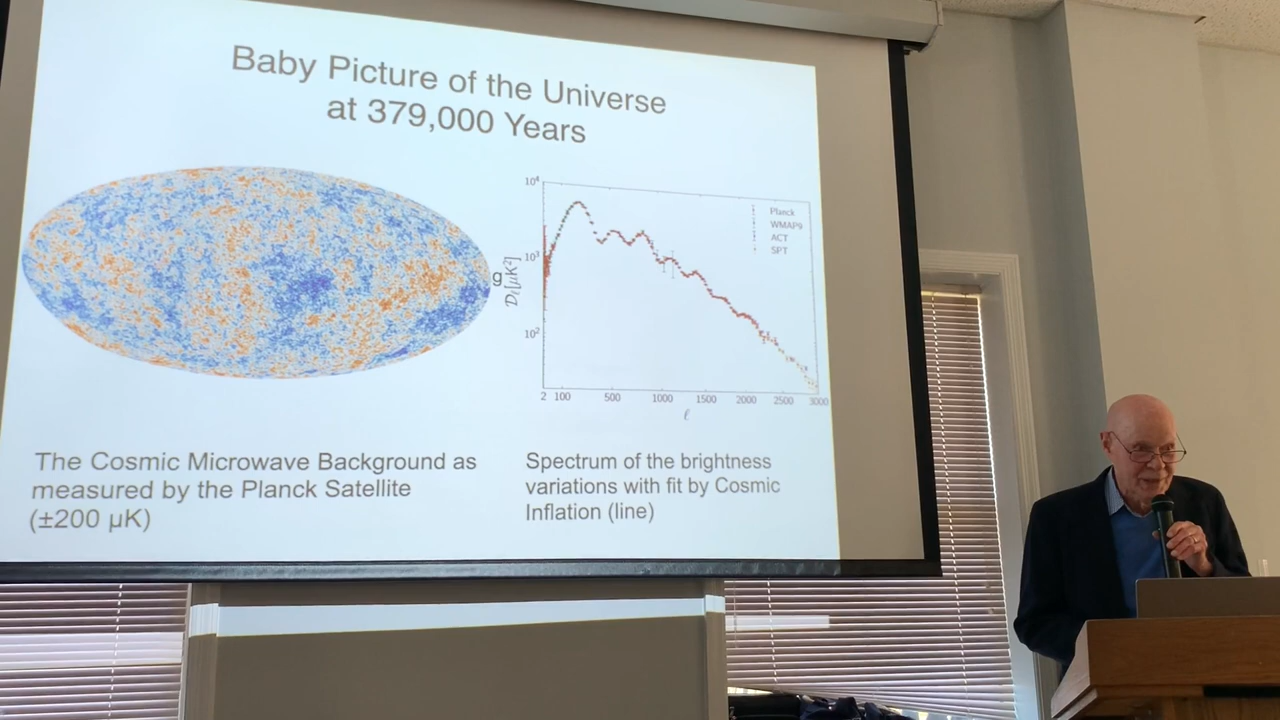 Baby Picture of the Universe
at 379,000 Years
10⁴
10³
10²
g
𝒟ℓ[μK²]
Planck
WMAP9
ACT
SPT
2 100 500 1000 1500 2000 2500 3000
ℓ
The Cosmic Microwave Background as
measured by the Planck Satellite
(±200 μK)
Spectrum of the brightness
variations with fit by Cosmic
Inflation (line)